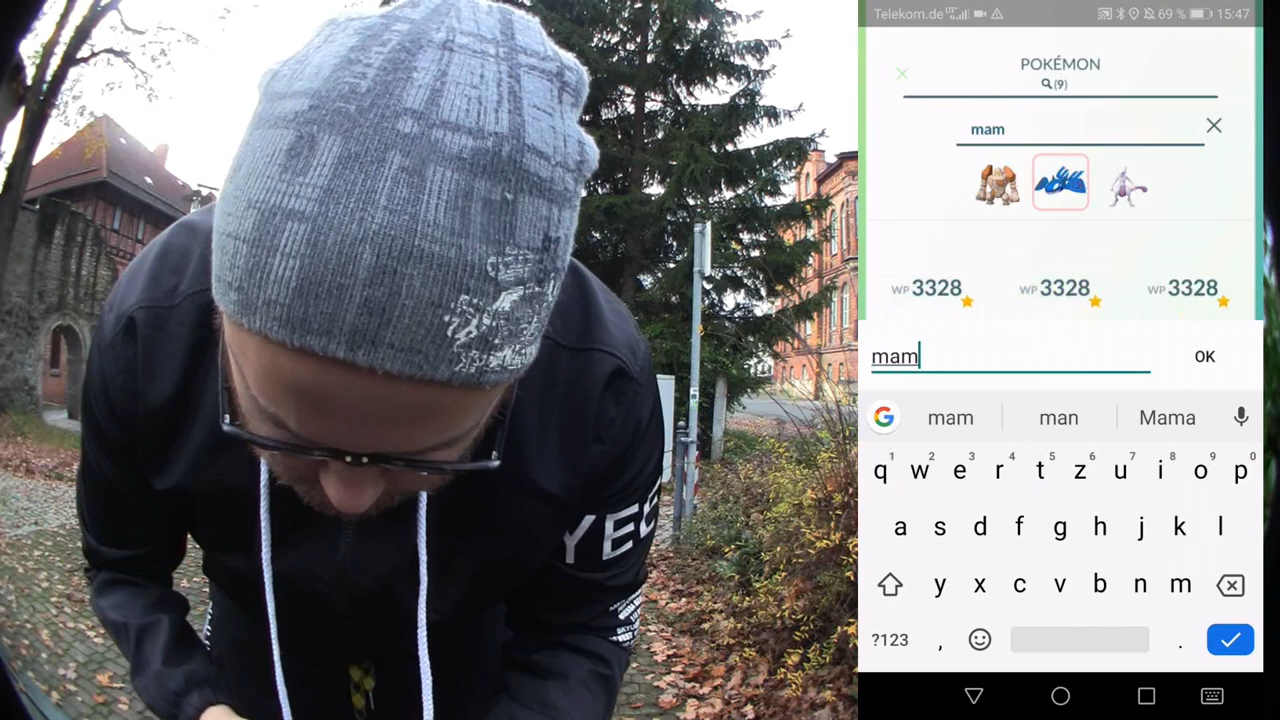 Telekom.de 69 % 15:47
POKÉMON
(9)
mam
WP 3328 WP 3328 WP 3328
mam OK
mam man Mama
1 2 3 4 5 6 7 8 9 0
q w e r t z u i o p
a s d f g h j k l
y x c v b n m
?123 , .
YEE